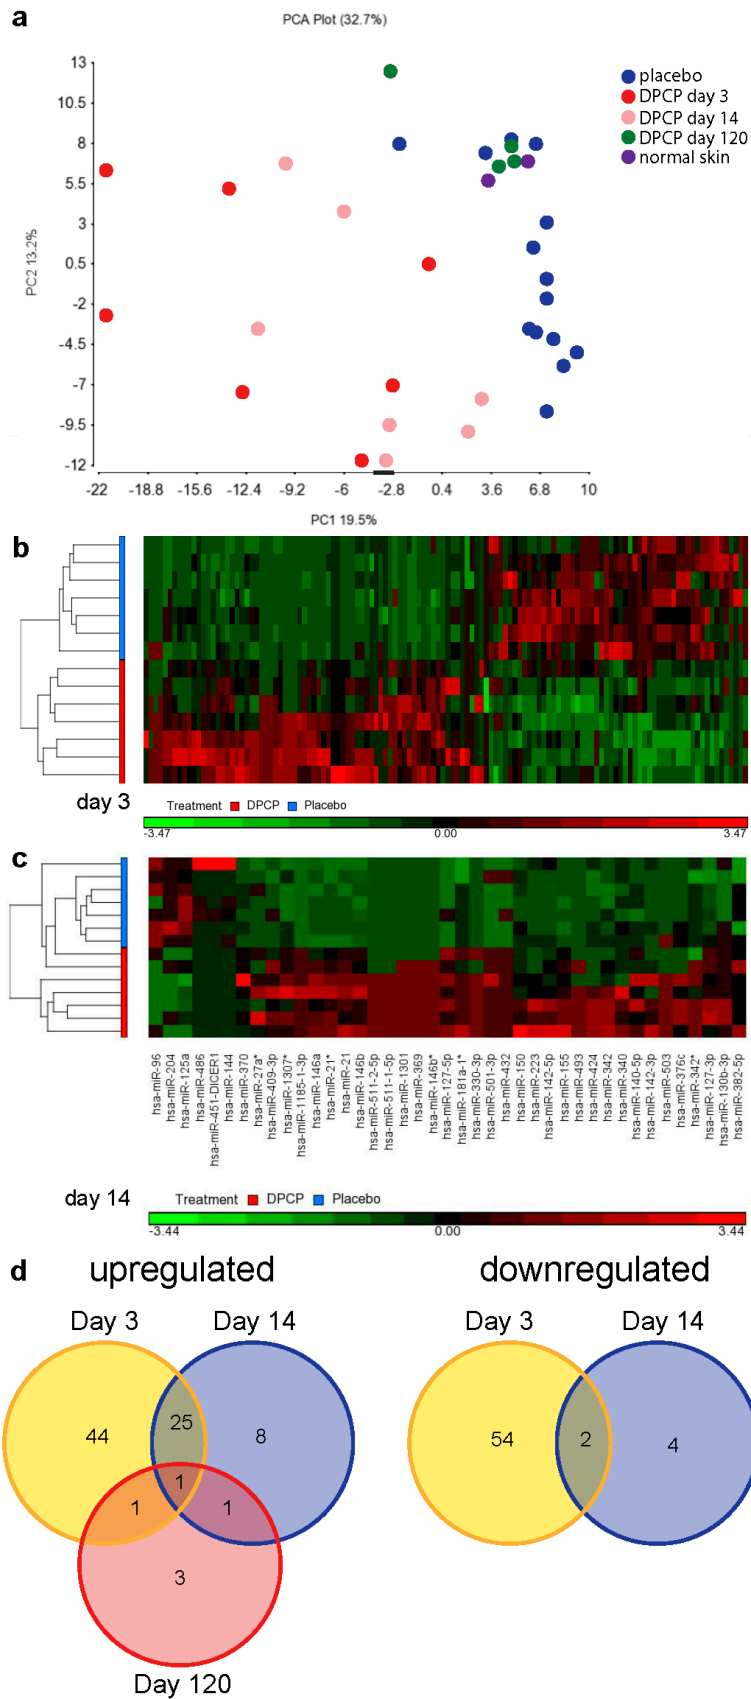 a
PCA Plot (32.7%)
13
10.5
8
5.5
3
0.5
-2
-4.5
-7
-9.5
-12
PC2 13.2%
-22 -18.8 -15.6 -12.4 -9.2 -6 -2.8 0.4 3.6 6.8 10
PC1 19.5%
placebo
DPCP day 3
DPCP day 14
DPCP day 120
normal skin
b
day 3
Treatment DPCP Placebo
-3.47 0.00 3.47
c
hsa-miR-96
hsa-miR-204
hsa-miR-125a
hsa-miR-486
hsa-miR-451-DICER1
hsa-miR-144
hsa-miR-370
hsa-miR-27a*
hsa-miR-409-3p
hsa-miR-1307*
hsa-miR-1185-1-3p
hsa-miR-146a
hsa-miR-21*
hsa-miR-21
hsa-miR-146b
hsa-miR-511-2-5p
hsa-miR-511-1-5p
hsa-miR-1301
hsa-miR-369
hsa-miR-146b*
hsa-miR-127-5p
hsa-miR-181a-1*
hsa-miR-330-3p
hsa-miR-501-3p
hsa-miR-432
hsa-miR-150
hsa-miR-223
hsa-miR-142-5p
hsa-miR-155
hsa-miR-493
hsa-miR-424
hsa-miR-342
hsa-miR-340
hsa-miR-140-5p
hsa-miR-142-3p
hsa-miR-503
hsa-miR-376c
hsa-miR-342*
hsa-miR-127-3p
hsa-miR-130b-3p
hsa-miR-382-5p
day 14
Treatment DPCP Placebo
-3.44 0.00 3.44
d
upregulated
Day 3 Day 14
44 25 8
1
1 1
3
Day 120
downregulated
Day 3 Day 14
54 2 4